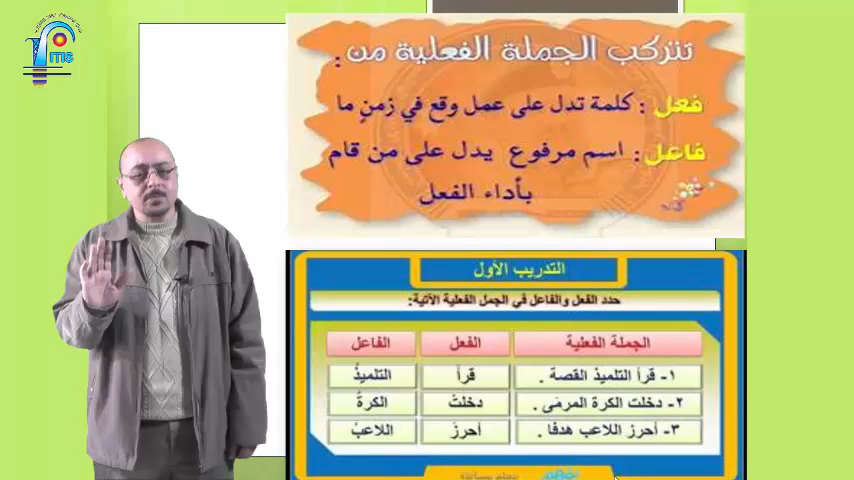 تتركب الجملة الفعلية من :
فعل : كلمة تدل على عمل وقع في زمنٍ ما
فاعل : اسم مرفوع يدل على من قام
بأداء الفعل
التدريب الأول
حدد الفعل والفاعل في الجمل الفعلية الآتية:
الجملة الفعلية الفعل الفاعل
١- قرأ التلميذ القصة . قرأَ التلميذُ
٢- دخلت الكرة المرمى . دخلتْ الكرةُ
٣- أحرز اللاعب هدفا . أحرزَ اللاعبُ